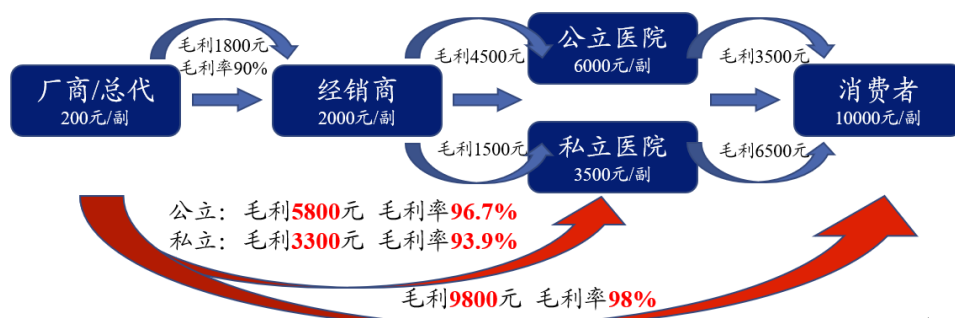 毛利1800元
毛利率90%
毛利4500元
公立医院
6000元/副
毛利3500元
厂商/总代
200元/副
经销商
2000元/副
消费者
10000元/副
毛利1500元
私立医院
3500元/副
毛利6500元
公立：毛利5800元 毛利率96.7%
私立：毛利3300元 毛利率93.9%
毛利9800元 毛利率98%